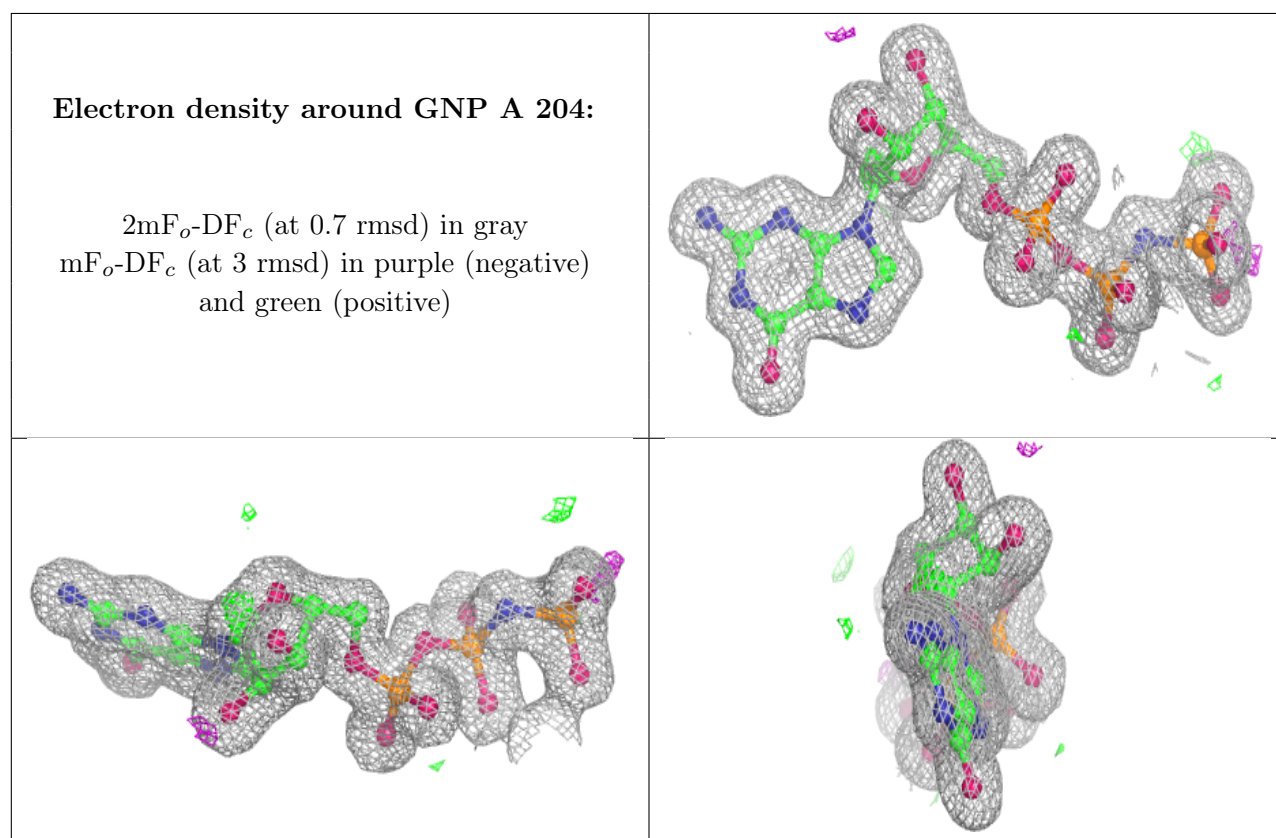 Electron density around GNP A 204:
2mFo-DFc (at 0.7 rmsd) in gray
mFo-DFc (at 3 rmsd) in purple (negative)
and green (positive)